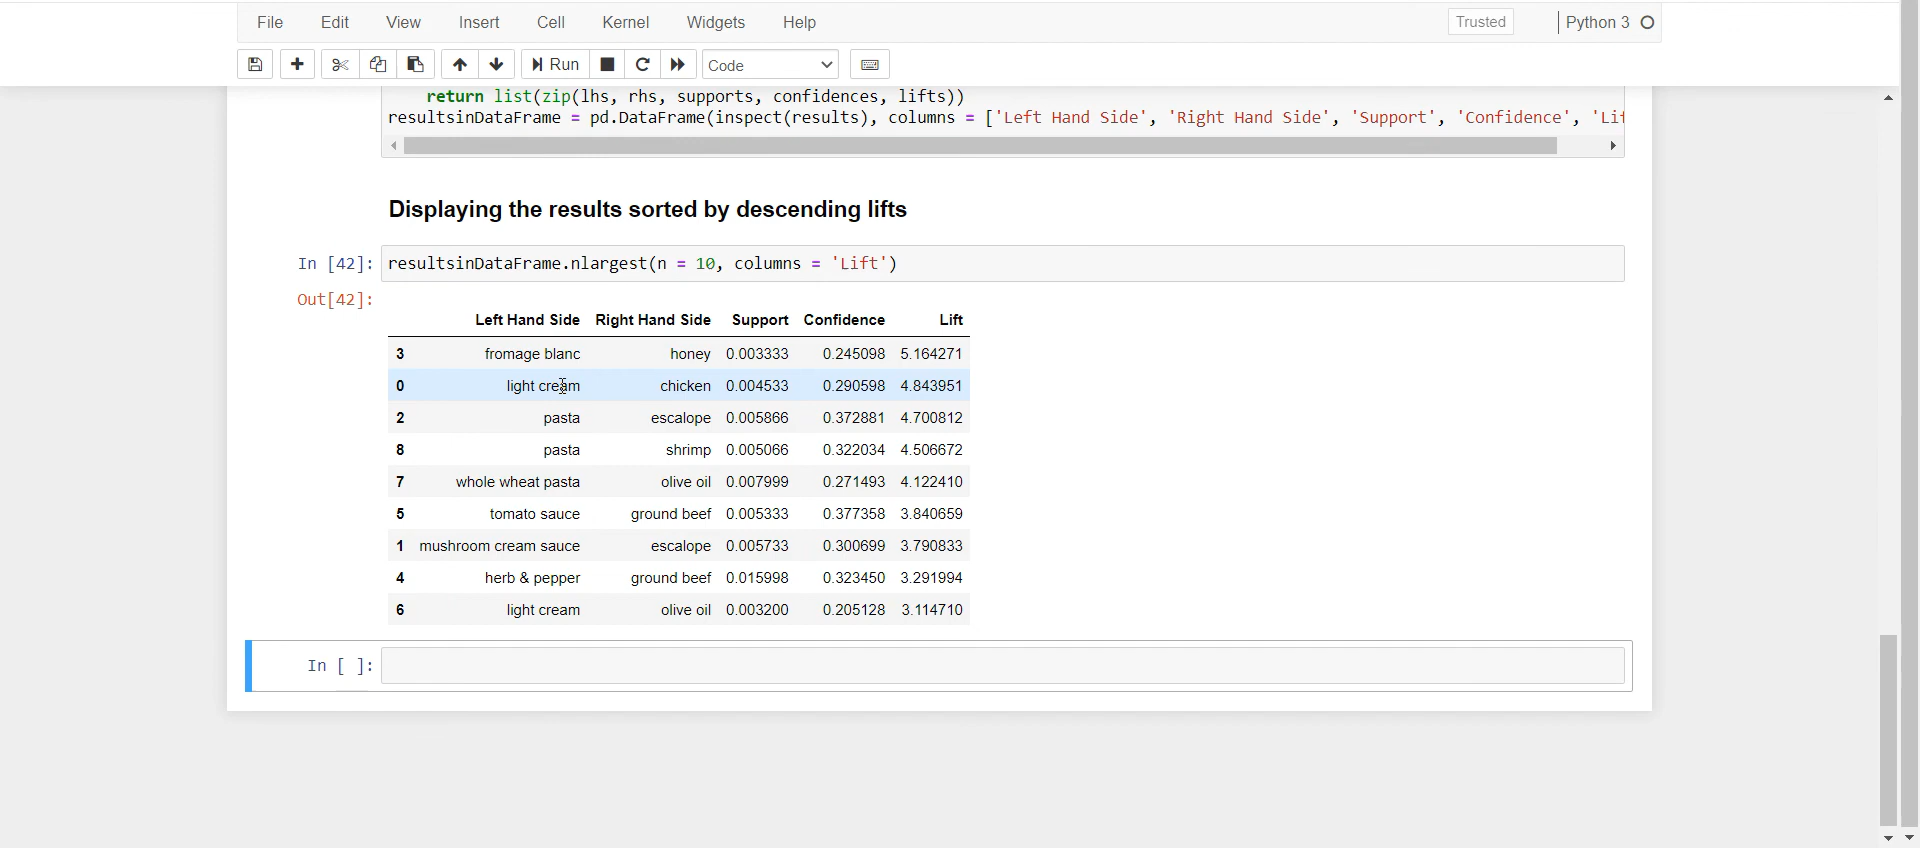 File Edit View Insert Cell Kernel Widgets Help Trusted Python 3
Run Code
return list(zip(lhs, rhs, supports, confidences, lifts))
resultsinDataFrame = pd.DataFrame(inspect(results), columns = ['Left Hand Side', 'Right Hand Side', 'Support', 'Confidence', 'Lif
Displaying the results sorted by descending lifts
In [42]: resultsinDataFrame.nlargest(n = 10, columns = 'Lift')
Out[42]:
Left Hand Side Right Hand Side Support Confidence Lift
3 fromage blanc honey 0.003333 0.245098 5.164271
0 light cream chicken 0.004533 0.290598 4.843951
2 pasta escalope 0.005866 0.372881 4.700812
8 pasta shrimp 0.005066 0.322034 4.506672
7 whole wheat pasta olive oil 0.007999 0.271493 4.122410
5 tomato sauce ground beef 0.005333 0.377358 3.840659
1 mushroom cream sauce escalope 0.005733 0.300699 3.790833
4 herb & pepper ground beef 0.015998 0.323450 3.291994
6 light cream olive oil 0.003200 0.205128 3.114710
In [ ]: